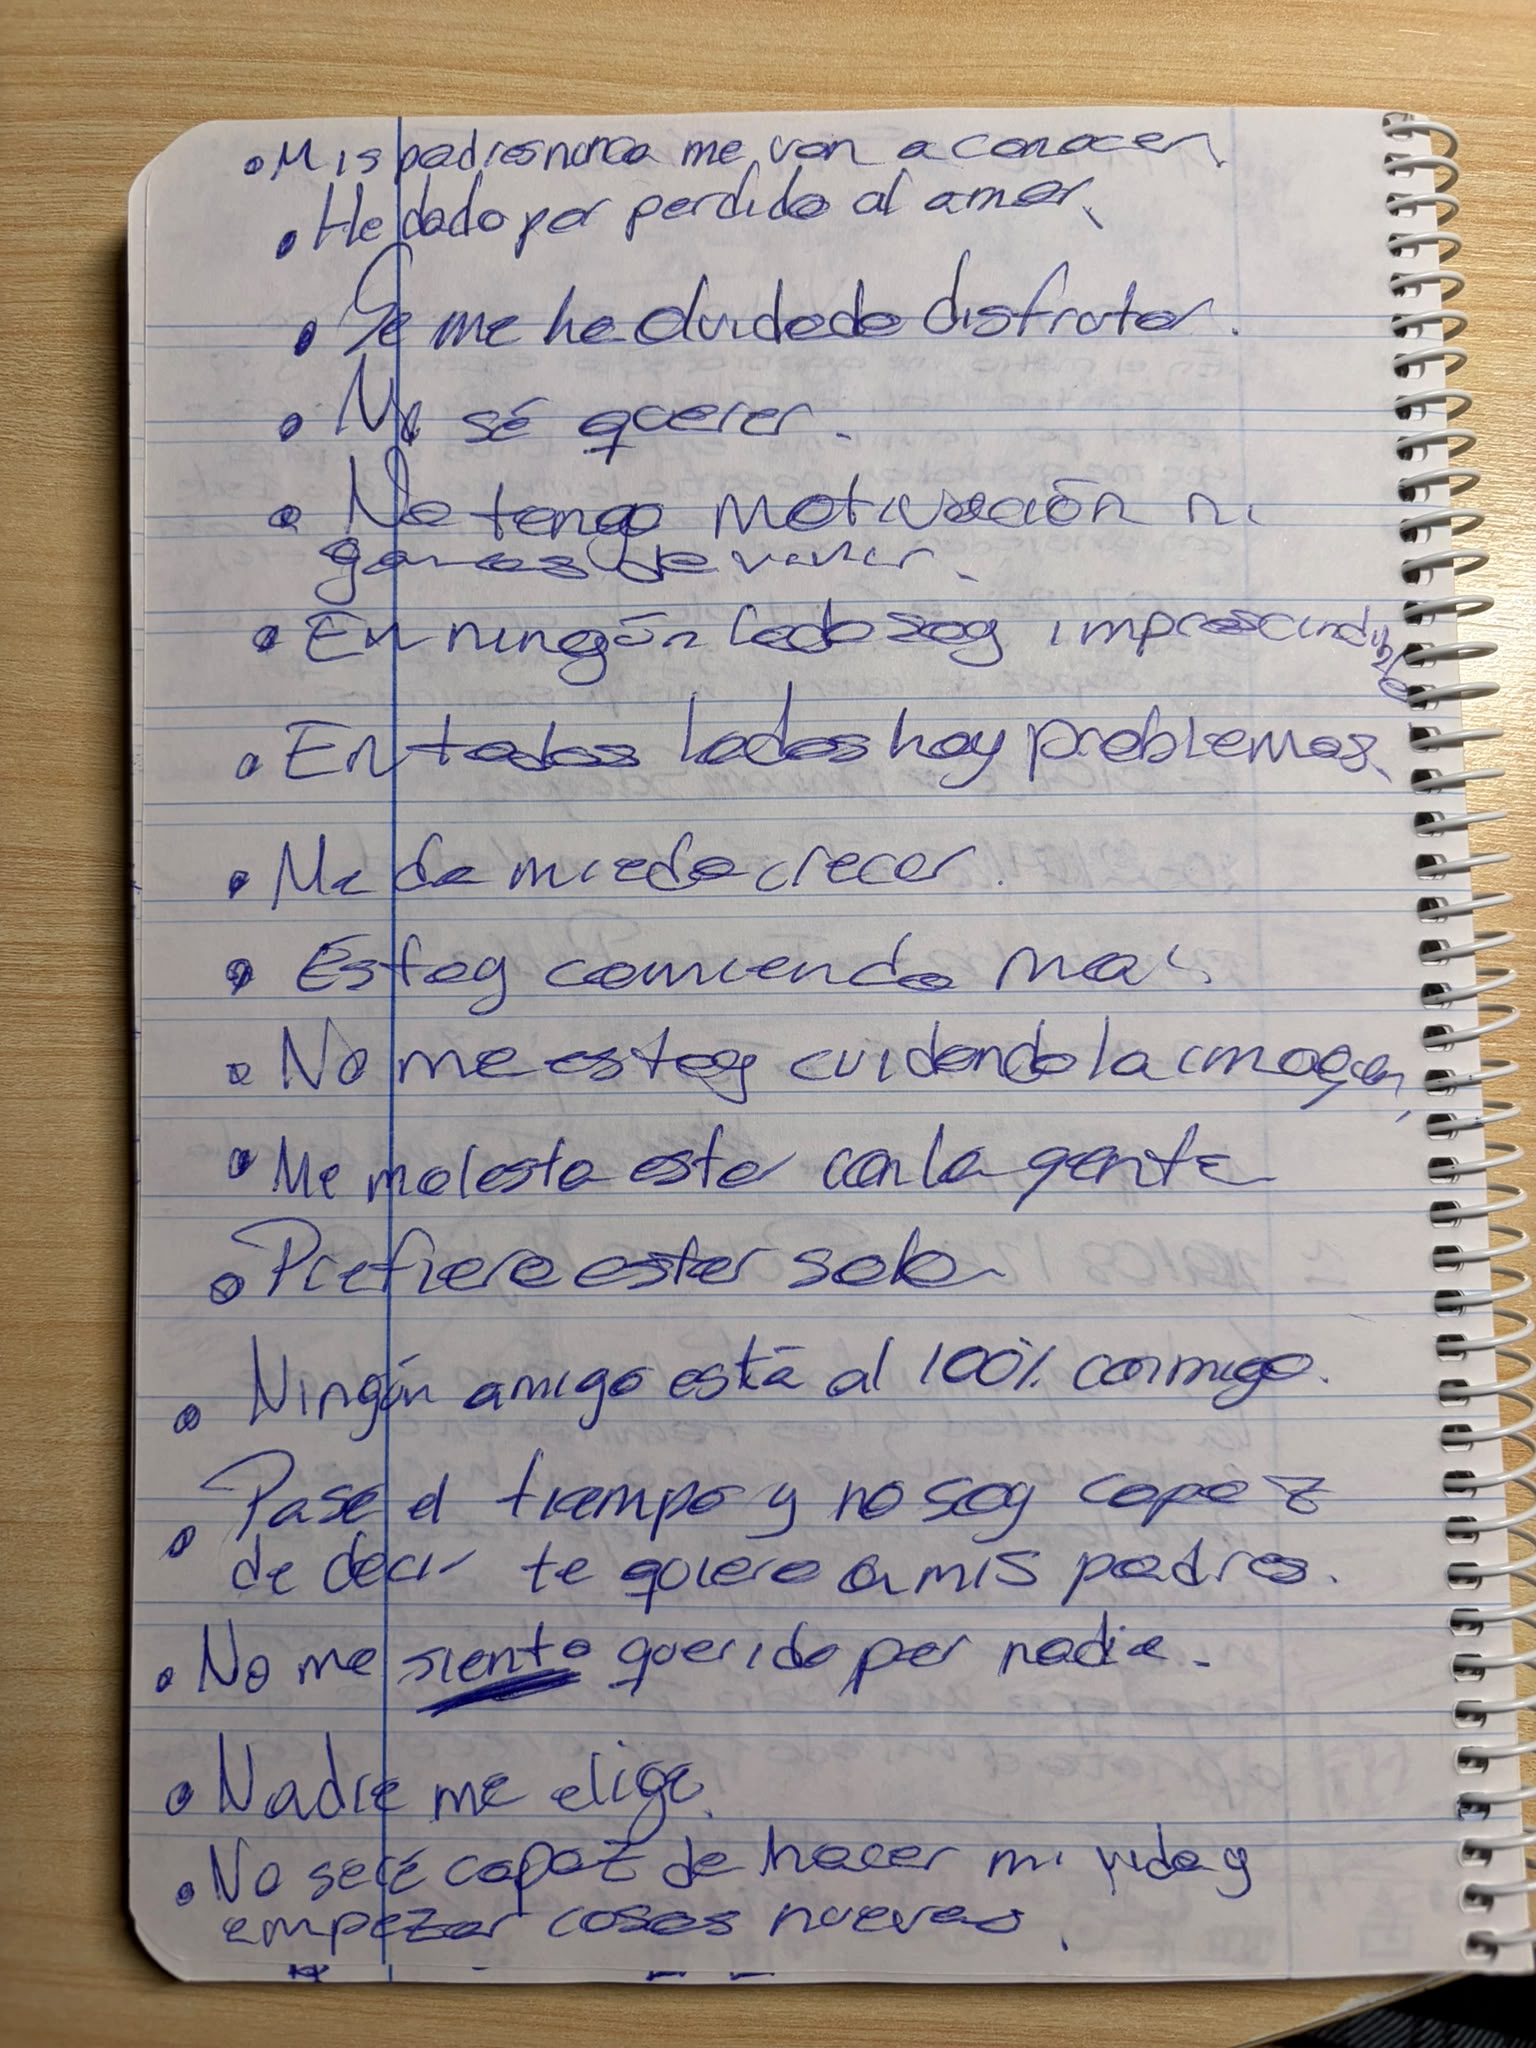 • Mis padres nunca me van a conocer.
• He dado por perdido al amor.
• Se me ha olvidado disfrutar.
• No sé querer.
• No tengo motivación ni
ganas de vivir.
• En ningún lado soy imprescindible
• En todos lados hay problemas.
• Me da miedo crecer.
• Estoy comiendo mal.
• No me estoy cuidando la imagen.
• Me molesta estar con la gente
• Prefiero estar solo
• Ningún amigo está al 100% conmigo.
• Pasa el tiempo y no soy capaz
de decir te quiero a mis padres.
• No me siento querido por nadie.
• Nadie me elige.
• No seré capaz de hacer mi vida y
empezar cosas nuevas.